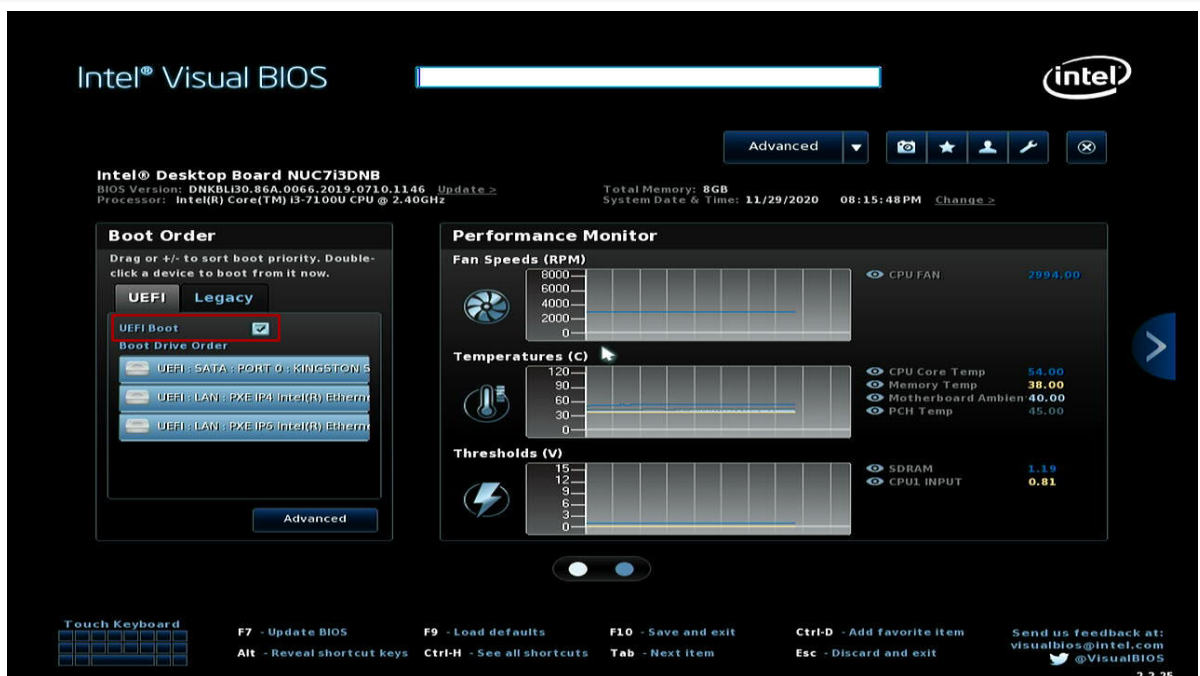 Intel® Visual BIOS
intel
Advanced
Intel® Desktop Board NUC7i3DNB
BIOS Version: DNKBLi30.86A.0066.2019.0710.1146 Update >
Processor: Intel(R) Core(TM) i3-7100U CPU @ 2.40GHz
Total Memory: 8GB
System Date & Time: 11/29/2020 08:15:48 PM Change >
Boot Order
Drag or +/- to sort boot priority. Double-
click a device to boot from it now.
UEFI Legacy
UEFI Boot
Boot Drive Order
UEFI : SATA : PORT 0 : KINGSTON S
UEFI : LAN : PXE IP4 Intel(R) Ethern
UEFI : LAN : PXE IP6 Intel(R) Ethern
Advanced
Performance Monitor
Fan Speeds (RPM)
8000
6000
4000
2000
0
CPU FAN 2994.00
Temperatures (C)
120
90
60
30
0
CPU Core Temp 54.00
Memory Temp 38.00
Motherboard Ambien 40.00
PCH Temp 45.00
Thresholds (V)
15
12
9
6
3
0
SDRAM 1.19
CPU1 INPUT 0.81
Touch Keyboard
F7 - Update BIOS F9 - Load defaults F10 - Save and exit Ctrl-D - Add favorite item
Alt - Reveal shortcut keys Ctrl-H - See all shortcuts Tab - Next item Esc - Discard and exit
Send us feedback at:
visualbios@intel.com
@VisualBIOS
2.2.25